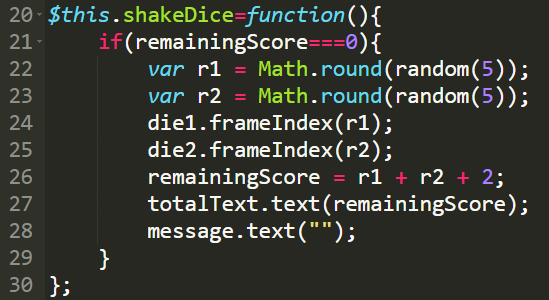 20 $this.shakeDice=function(){
21     if(remainingScore===0){
22         var r1 = Math.round(random(5));
23         var r2 = Math.round(random(5));
24         die1.frameIndex(r1);
25         die2.frameIndex(r2);
26         remainingScore = r1 + r2 + 2;
27         totalText.text(remainingScore);
28         message.text("");
29     }
30 };